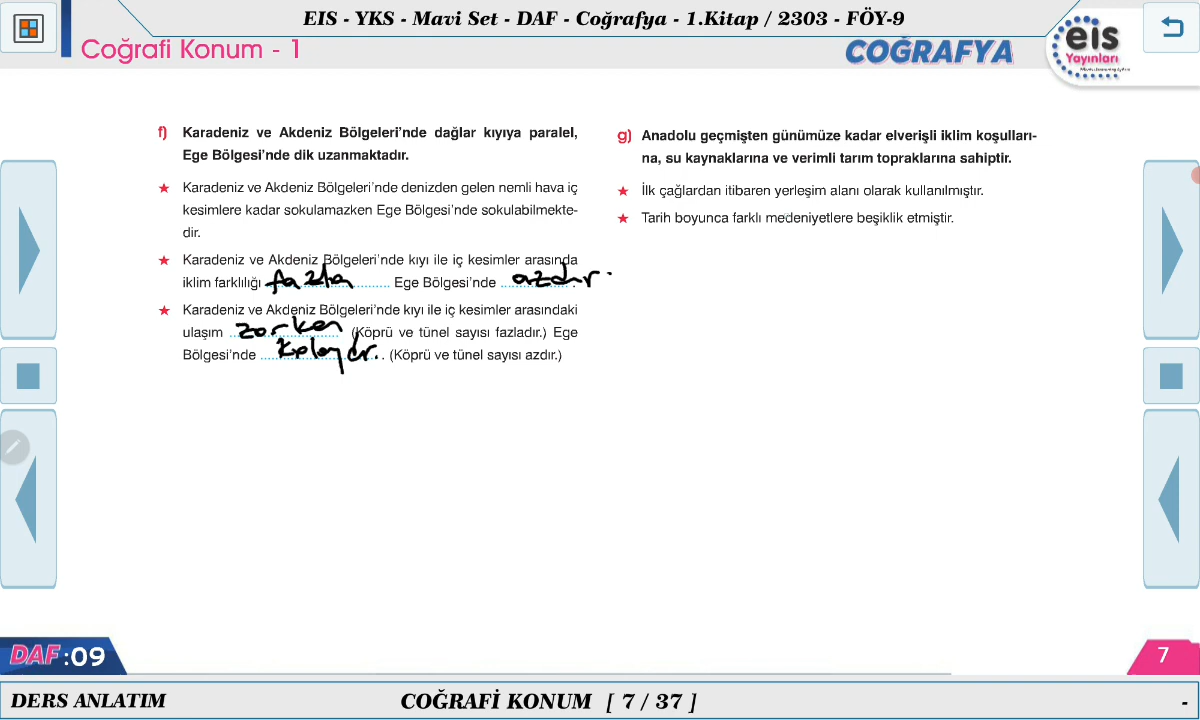 EIS - YKS - Mavi Set - DAF - Coğrafya - 1.Kitap / 2303 - FÖY-9
Coğrafi Konum - 1
COĞRAFYA
eis
Yayınları
f) Karadeniz ve Akdeniz Bölgeleri'nde dağlar kıyıya paralel,
Ege Bölgesi'nde dik uzanmaktadır.
★ Karadeniz ve Akdeniz Bölgeleri'nde denizden gelen nemli hava iç
kesimlere kadar sokulamazken Ege Bölgesi'nde sokulabilmekte-
dir.
★ Karadeniz ve Akdeniz Bölgeleri'nde kıyı ile iç kesimler arasında
iklim farklılığı fazla Ege Bölgesi'nde azdır.
★ Karadeniz ve Akdeniz Bölgeleri'nde kıyı ile iç kesimler arasındaki
ulaşım zorken (Köprü ve tünel sayısı fazladır.) Ege
Bölgesi'nde kolaydır. (Köprü ve tünel sayısı azdır.)
g) Anadolu geçmişten günümüze kadar elverişli iklim koşulları-
na, su kaynaklarına ve verimli tarım topraklarına sahiptir.
★ İlk çağlardan itibaren yerleşim alanı olarak kullanılmıştır.
★ Tarih boyunca farklı medeniyetlere beşiklik etmiştir.
DAF :09
7
DERS ANLATIM
COĞRAFİ KONUM [ 7 / 37 ]
-